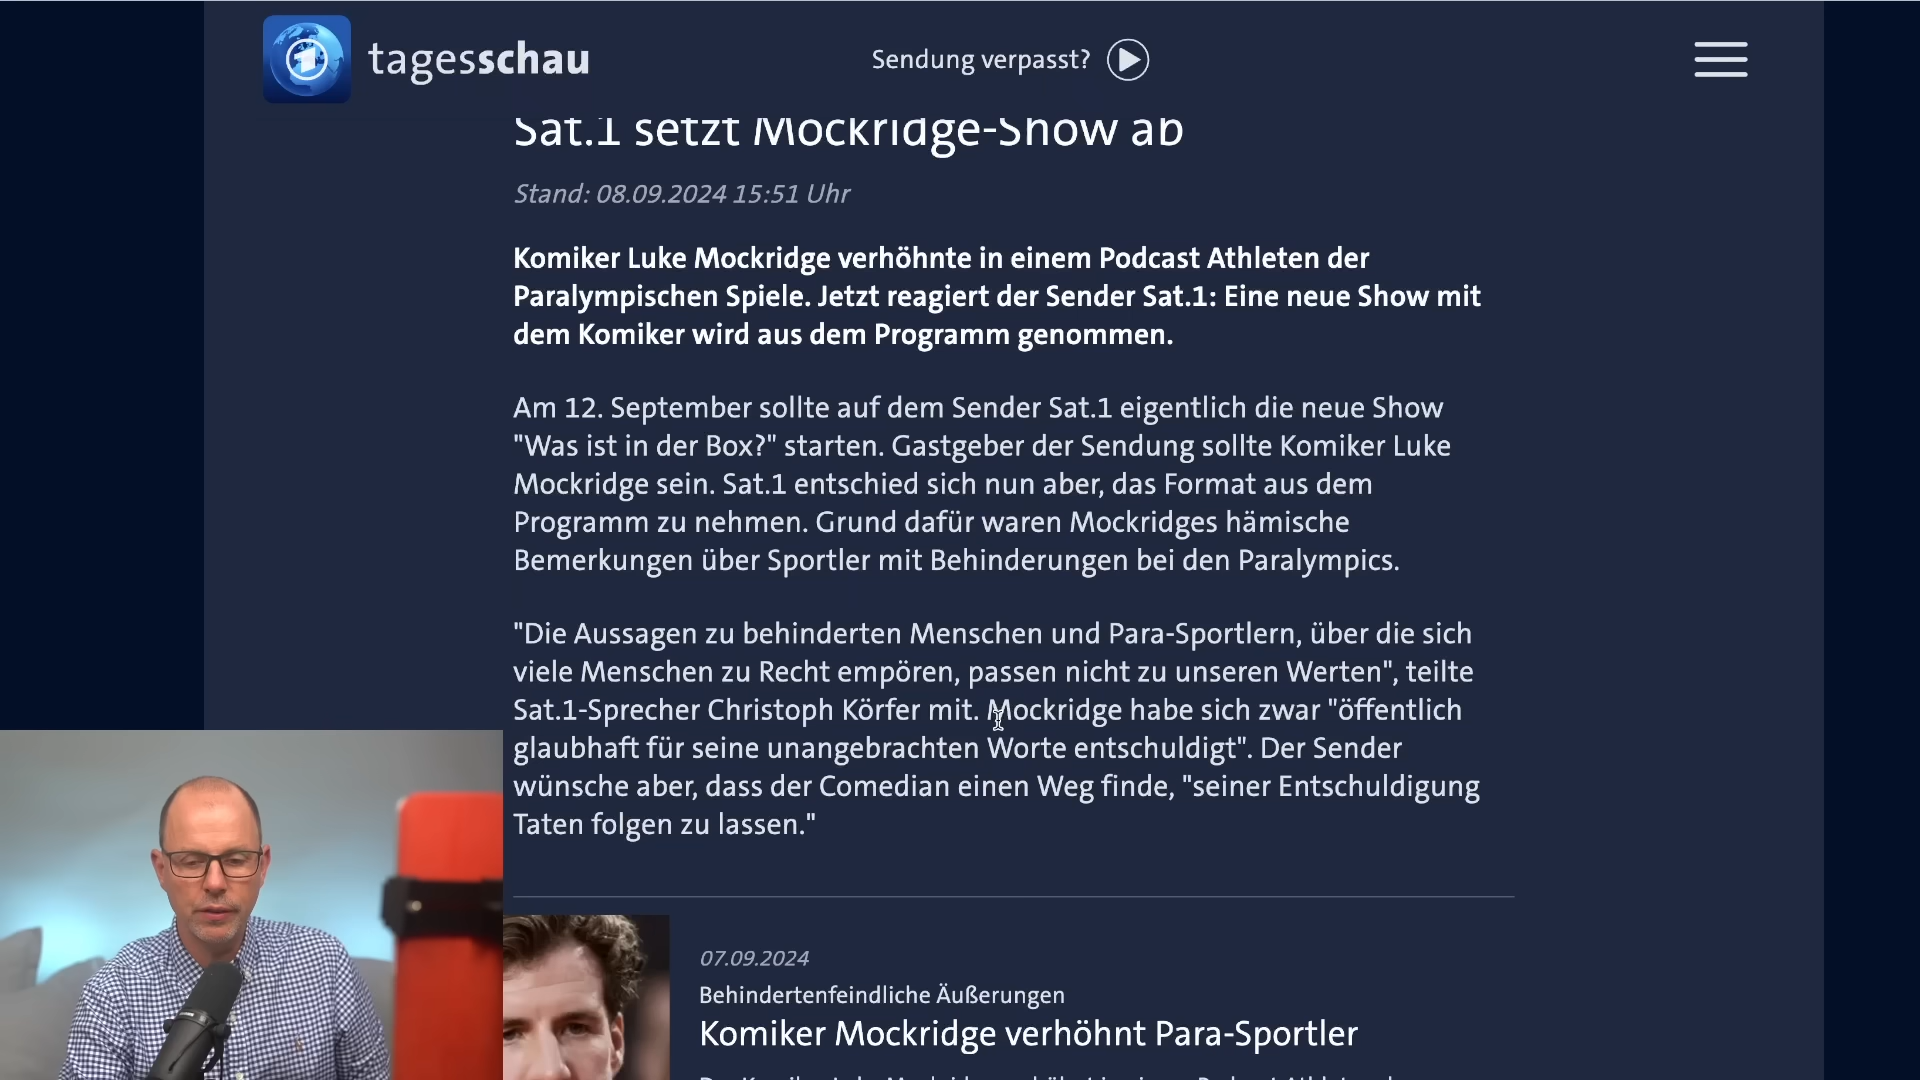 tagesschau
Sendung verpasst?
Sat.1 setzt Mockridge-Show ab
Stand: 08.09.2024 15:51 Uhr
Komiker Luke Mockridge verhöhnte in einem Podcast Athleten der
Paralympischen Spiele. Jetzt reagiert der Sender Sat.1: Eine neue Show mit
dem Komiker wird aus dem Programm genommen.
Am 12. September sollte auf dem Sender Sat.1 eigentlich die neue Show
"Was ist in der Box?" starten. Gastgeber der Sendung sollte Komiker Luke
Mockridge sein. Sat.1 entschied sich nun aber, das Format aus dem
Programm zu nehmen. Grund dafür waren Mockridges hämische
Bemerkungen über Sportler mit Behinderungen bei den Paralympics.
"Die Aussagen zu behinderten Menschen und Para-Sportlern, über die sich
viele Menschen zu Recht empören, passen nicht zu unseren Werten", teilte
Sat.1-Sprecher Christoph Körfer mit. Mockridge habe sich zwar "öffentlich
glaubhaft für seine unangebrachten Worte entschuldigt". Der Sender
wünsche aber, dass der Comedian einen Weg finde, "seiner Entschuldigung
Taten folgen zu lassen."
07.09.2024
Behindertenfeindliche Äußerungen
Komiker Mockridge verhöhnt Para-Sportler